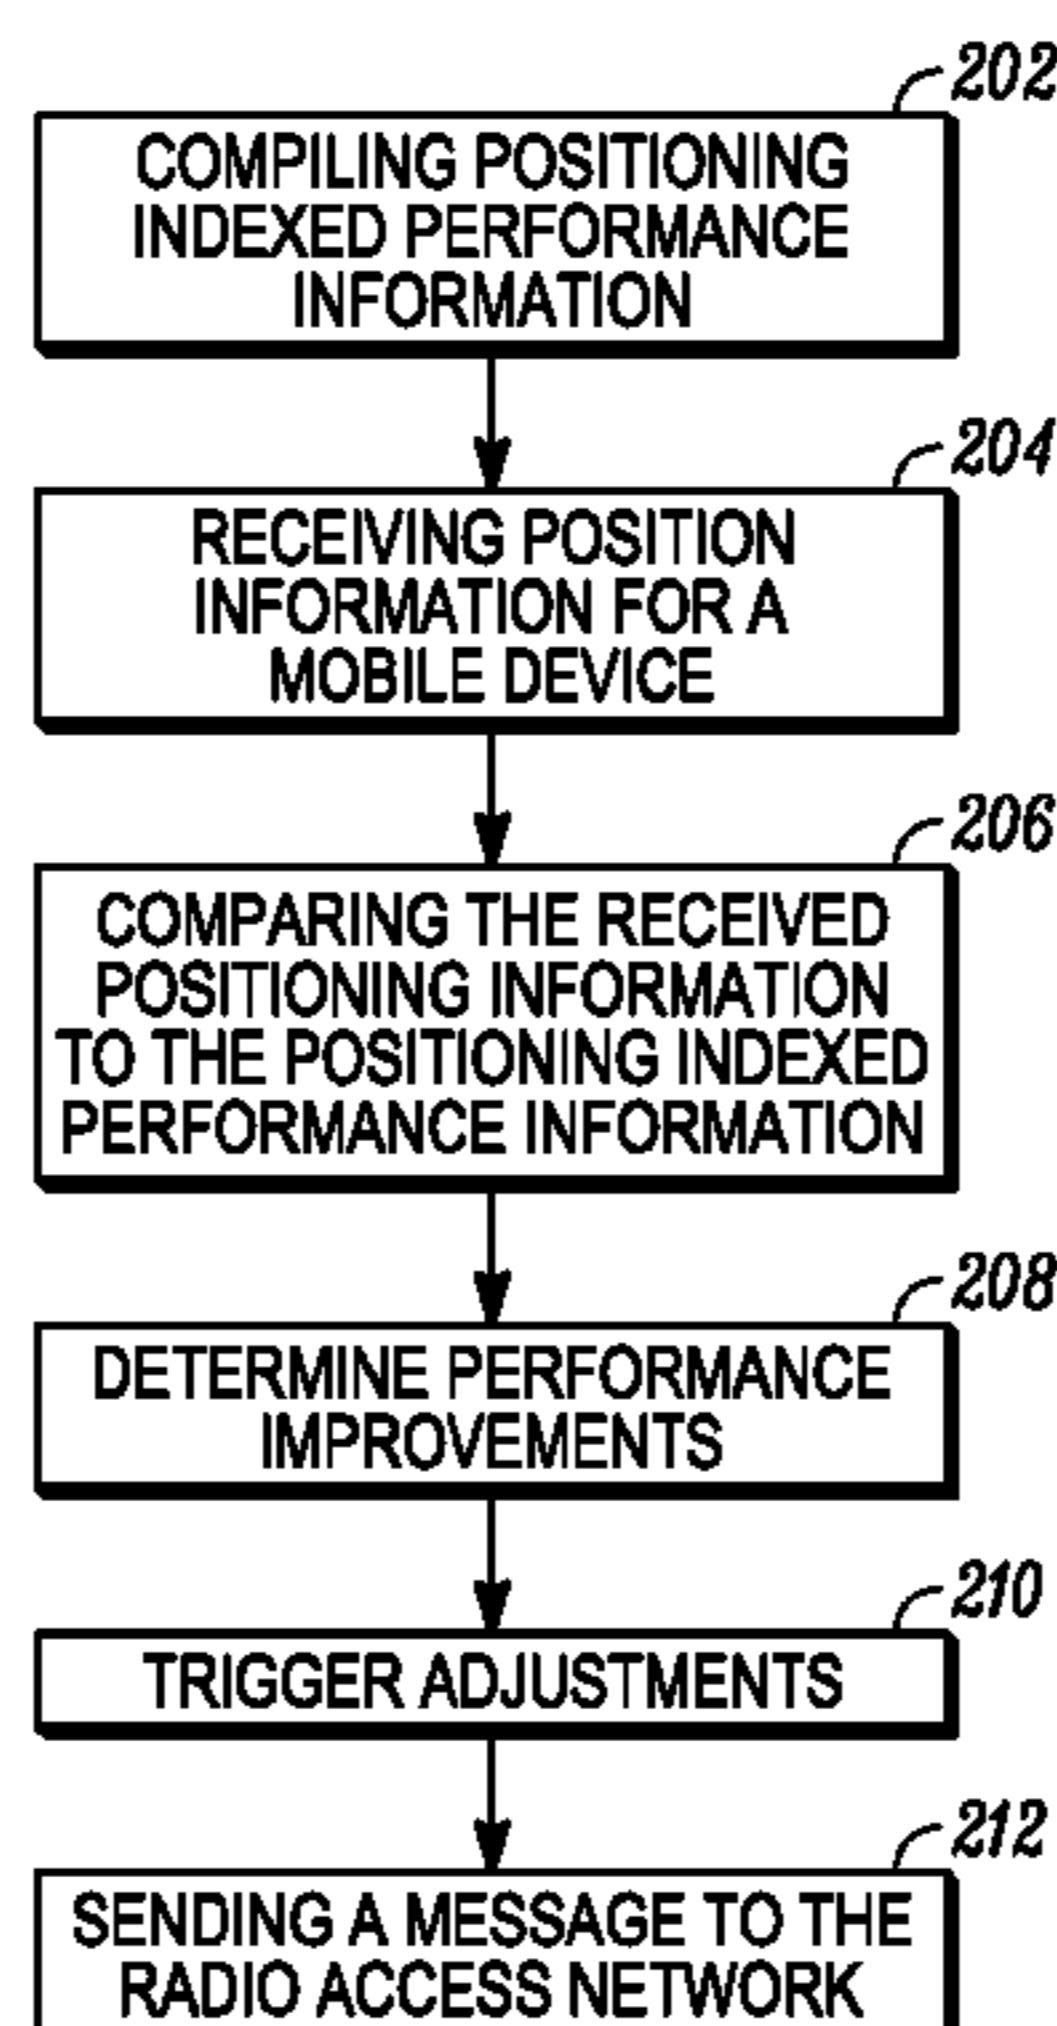 202
COMPILING POSITIONING
INDEXED PERFORMANCE
INFORMATION
204
RECEIVING POSITION
INFORMATION FOR A
MOBILE DEVICE
206
COMPARING THE RECEIVED
POSITIONING INFORMATION
TO THE POSITIONING INDEXED
PERFORMANCE INFORMATION
208
DETERMINE PERFORMANCE
IMPROVEMENTS
210
TRIGGER ADJUSTMENTS
212
SENDING A MESSAGE TO THE
RADIO ACCESS NETWORK